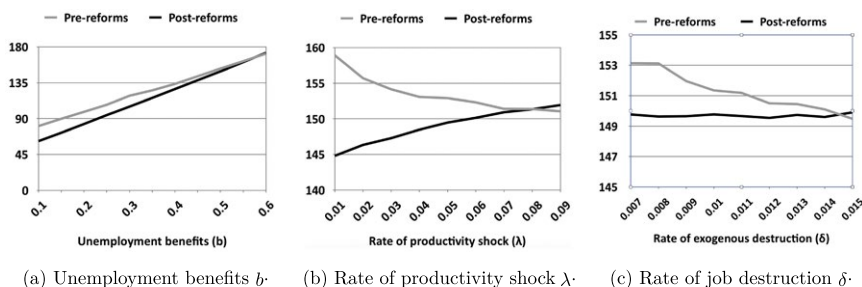 Pre-reforms Post-reforms
180
135
90
45
0
0.1 0.2 0.3 0.4 0.5 0.6
Unemployment benefits (b)
(a) Unemployment benefits b·
Pre-reforms Post-reforms
160
155
150
145
140
0.01 0.02 0.03 0.04 0.05 0.06 0.07 0.08 0.09
Rate of productivity shock (λ)
(b) Rate of productivity shock λ·
Pre-reforms Post-reforms
155
153
151
149
147
145
0.007 0.008 0.009 0.01 0.011 0.012 0.013 0.014 0.015
Rate of exogenous destruction (δ)
(c) Rate of job destruction δ·